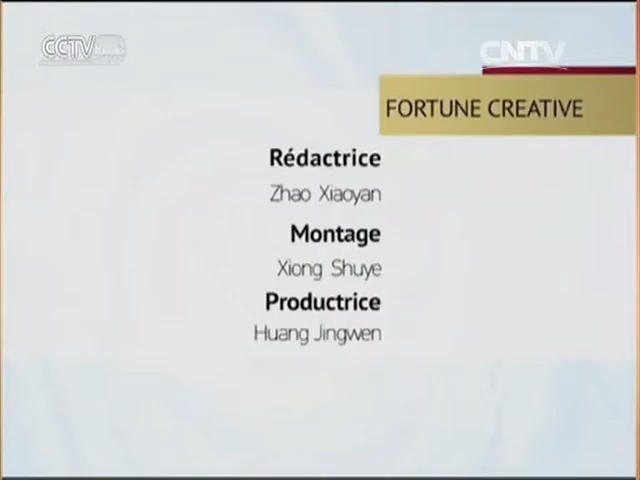 CCTV
CNTV
FORTUNE CREATIVE
Rédactrice
Zhao Xiaoyan
Montage
Xiong Shuye
Productrice
Huang Jingwen